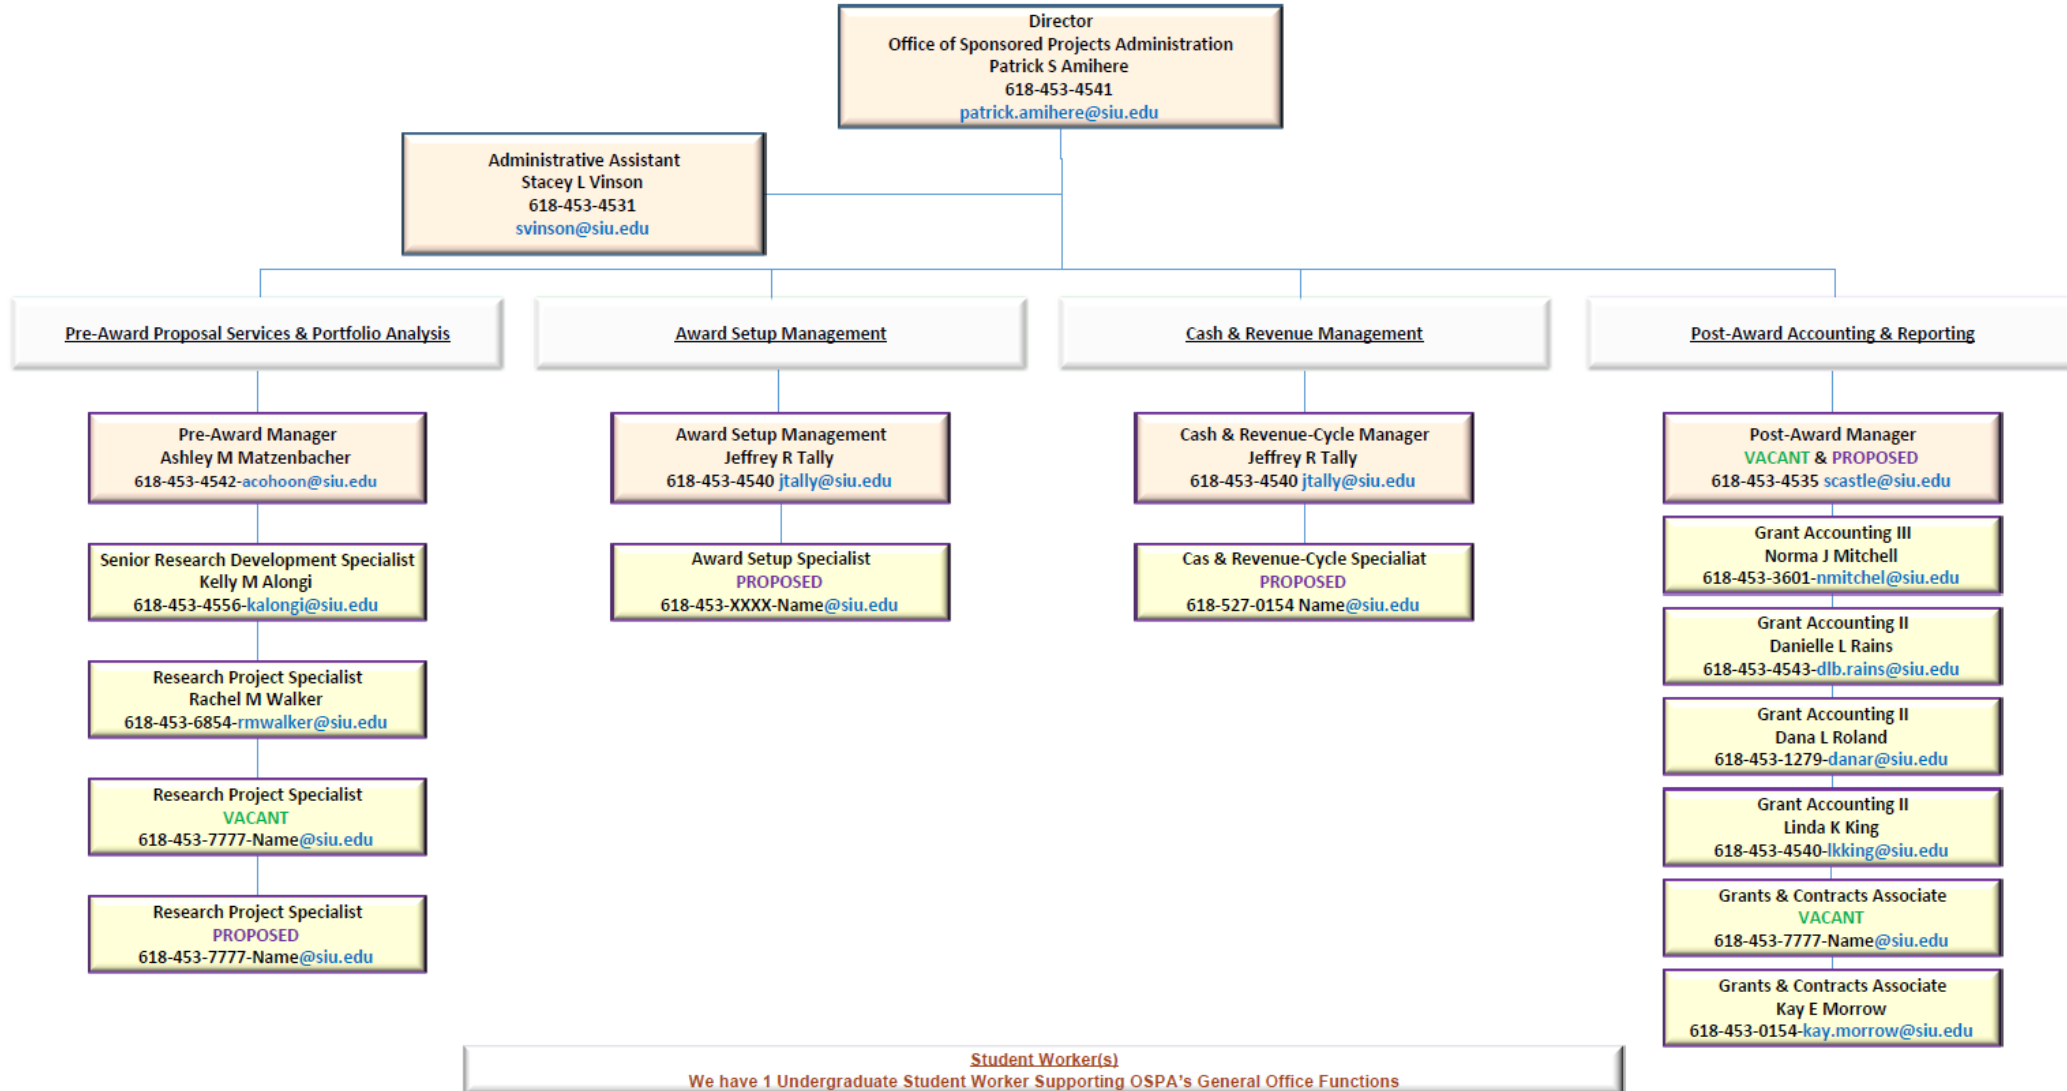 Director
Office of Sponsored Projects Administration
Patrick S Amihere
618-453-4541
patrick.amihere@siu.edu
Administrative Assistant
Stacey L Vinson
618-453-4531
svinson@siu.edu
Pre-Award Proposal Services & Portfolio Analysis
Pre-Award Manager
Ashley M Matzenbacher
618-453-4542-acohoon@siu.edu
Senior Research Development Specialist
Kelly M Alongi
618-453-4556-kalongi@siu.edu
Research Project Specialist
Rachel M Walker
618-453-6854-rmwalker@siu.edu
Research Project Specialist
VACANT
618-453-7777-Name@siu.edu
Research Project Specialist
PROPOSED
618-453-7777-Name@siu.edu
Award Setup Management
Award Setup Management
Jeffrey R Tally
618-453-4540 jtally@siu.edu
Award Setup Specialist
PROPOSED
618-453-XXXX-Name@siu.edu
Cash & Revenue Management
Cash & Revenue-Cycle Manager
Jeffrey R Tally
618-453-4540 jtally@siu.edu
Cas & Revenue-Cycle Specialiat
PROPOSED
618-527-0154 Name@siu.edu
Post-Award Accounting & Reporting
Post-Award Manager
VACANT & PROPOSED
618-453-4535 scastle@siu.edu
Grant Accounting III
Norma J Mitchell
618-453-3601-nmitchel@siu.edu
Grant Accounting II
Danielle L Rains
618-453-4543-dlb.rains@siu.edu
Grant Accounting II
Dana L Roland
618-453-1279-danar@siu.edu
Grant Accounting II
Linda K King
618-453-4540-lkking@siu.edu
Grants & Contracts Associate
VACANT
618-453-7777-Name@siu.edu
Grants & Contracts Associate
Kay E Morrow
618-453-0154-kay.morrow@siu.edu
Student Worker(s)
We have 1 Undergraduate Student Worker Supporting OSPA's General Office Functions